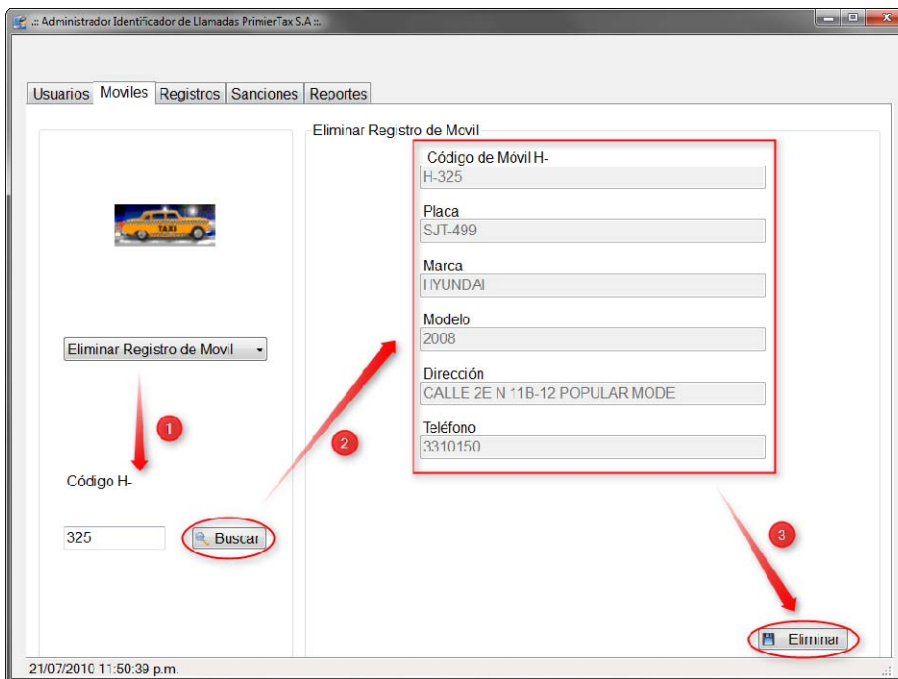 .:: Administrador Identificador de Llamadas PrimierTax S.A ::.
Usuarios Moviles Registros Sanciones Reportes
TAXI
Eliminar Registro de Movil
1
Código H-
325
Buscar
2
Eliminar Registro de Movil
Código de Móvil H-
H-325
Placa
SJT-499
Marca
HYUNDAI
Modelo
2008
Dirección
CALLE 2E N 11B-12 POPULAR MODE
Teléfono
3310150
3
Eliminar
21/07/2010 11:50:39 p.m.